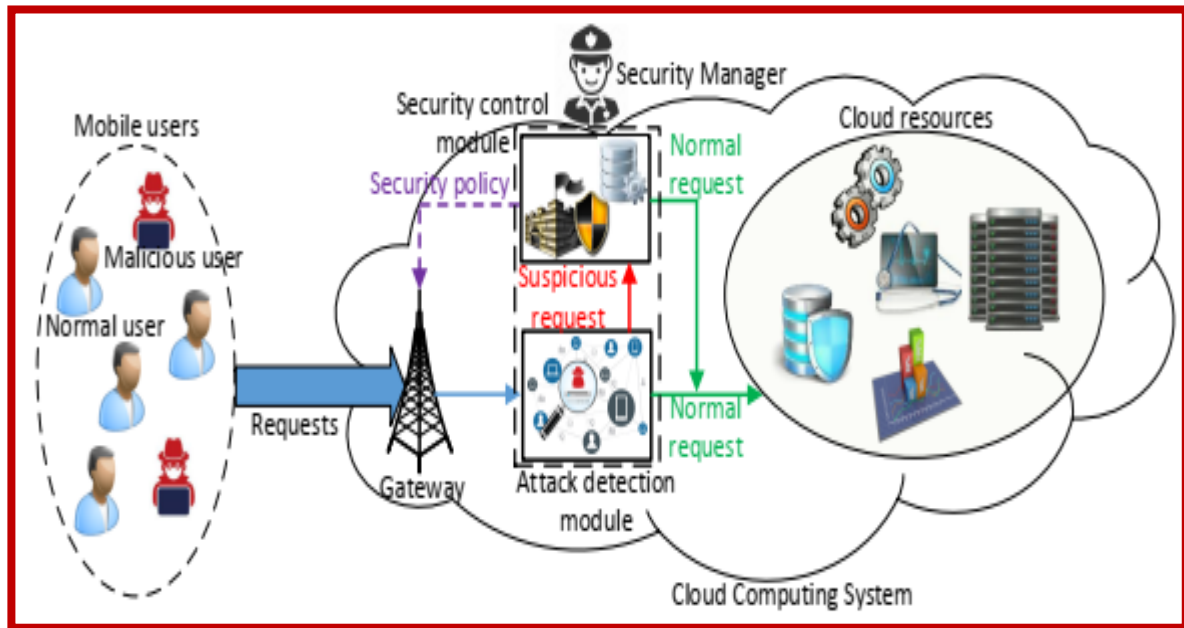 Security Manager
Security control
module
Mobile users
Cloud resources
Normal
request
Security policy
Malicious user
Suspicious
request
Normal user
Requests
Normal
request
Gateway
Attack detection
module
Cloud Computing System